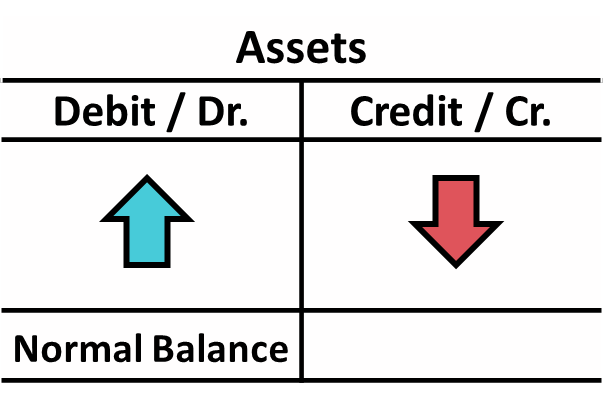 Assets
Debit / Dr.
Credit / Cr.
Normal Balance